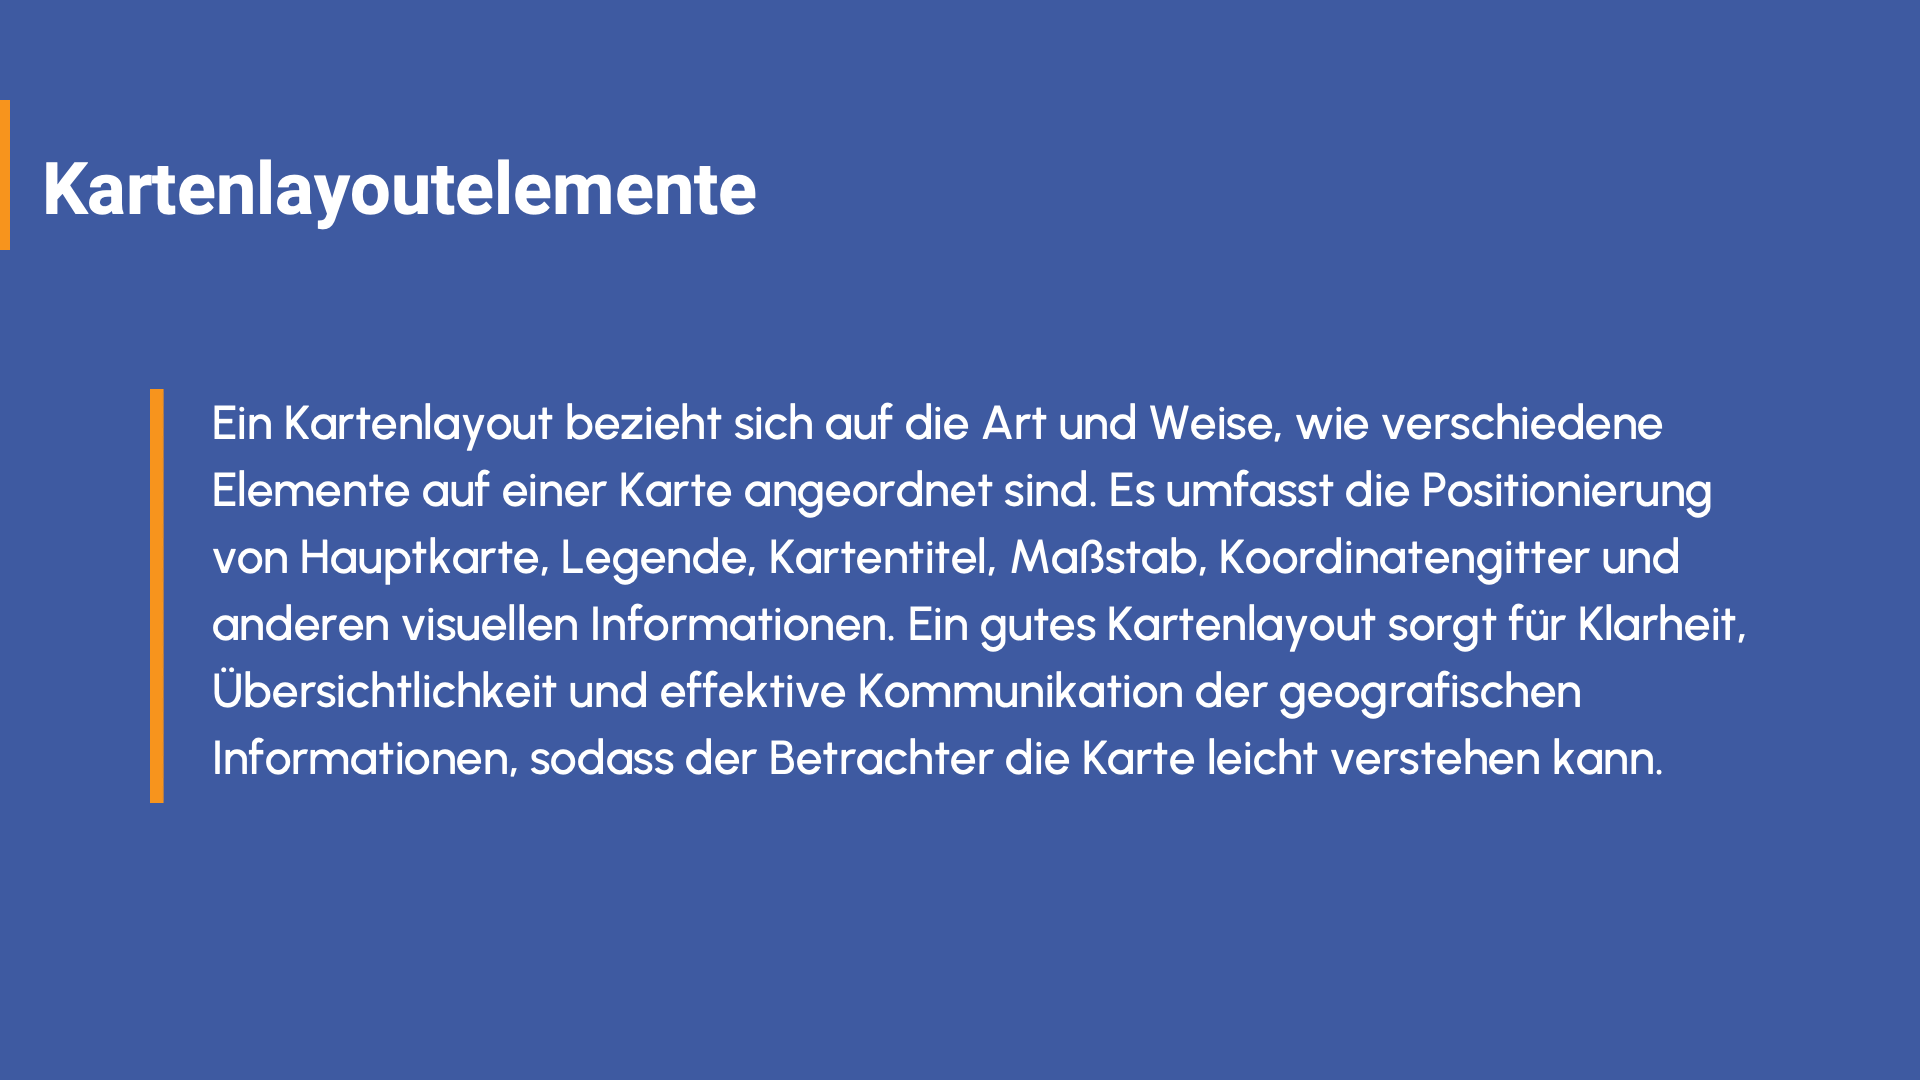 Kartenlayoutelemente
Ein Kartenlayout bezieht sich auf die Art und Weise, wie verschiedene
Elemente auf einer Karte angeordnet sind. Es umfasst die Positionierung
von Hauptkarte, Legende, Kartentitel, Maßstab, Koordinatengitter und
anderen visuellen Informationen. Ein gutes Kartenlayout sorgt für Klarheit,
Übersichtlichkeit und effektive Kommunikation der geografischen
Informationen, sodass der Betrachter die Karte leicht verstehen kann.